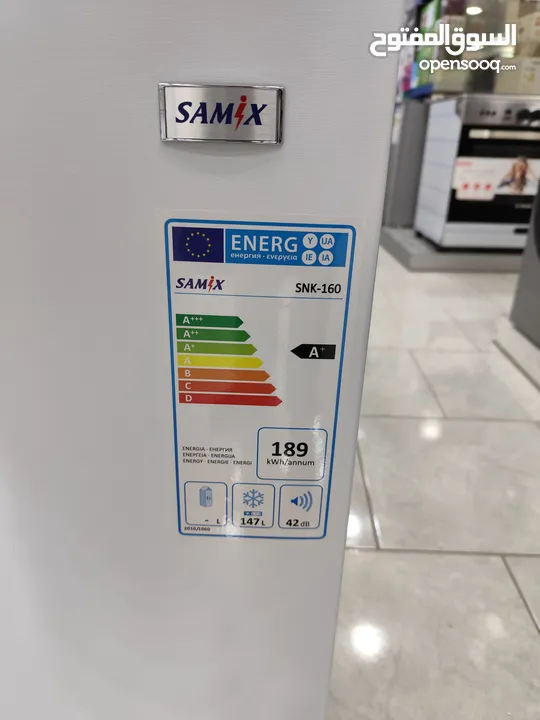 السوق المفتوح
opensooq.com
SAMiX
ENERG Y IJA IE IA
енергия · ενεργεια
SAMiX SNK-160
A+++
A++
A+
A
B
C
D
A+
ENERGIA · ЕНЕРГИЯ
ΕΝΕΡΓΕΙΑ · ENERGIJA
ENERGY · ENERGIE · ENERGI
189
kWh/annum
- L
147 L
42 dB
2010/1060